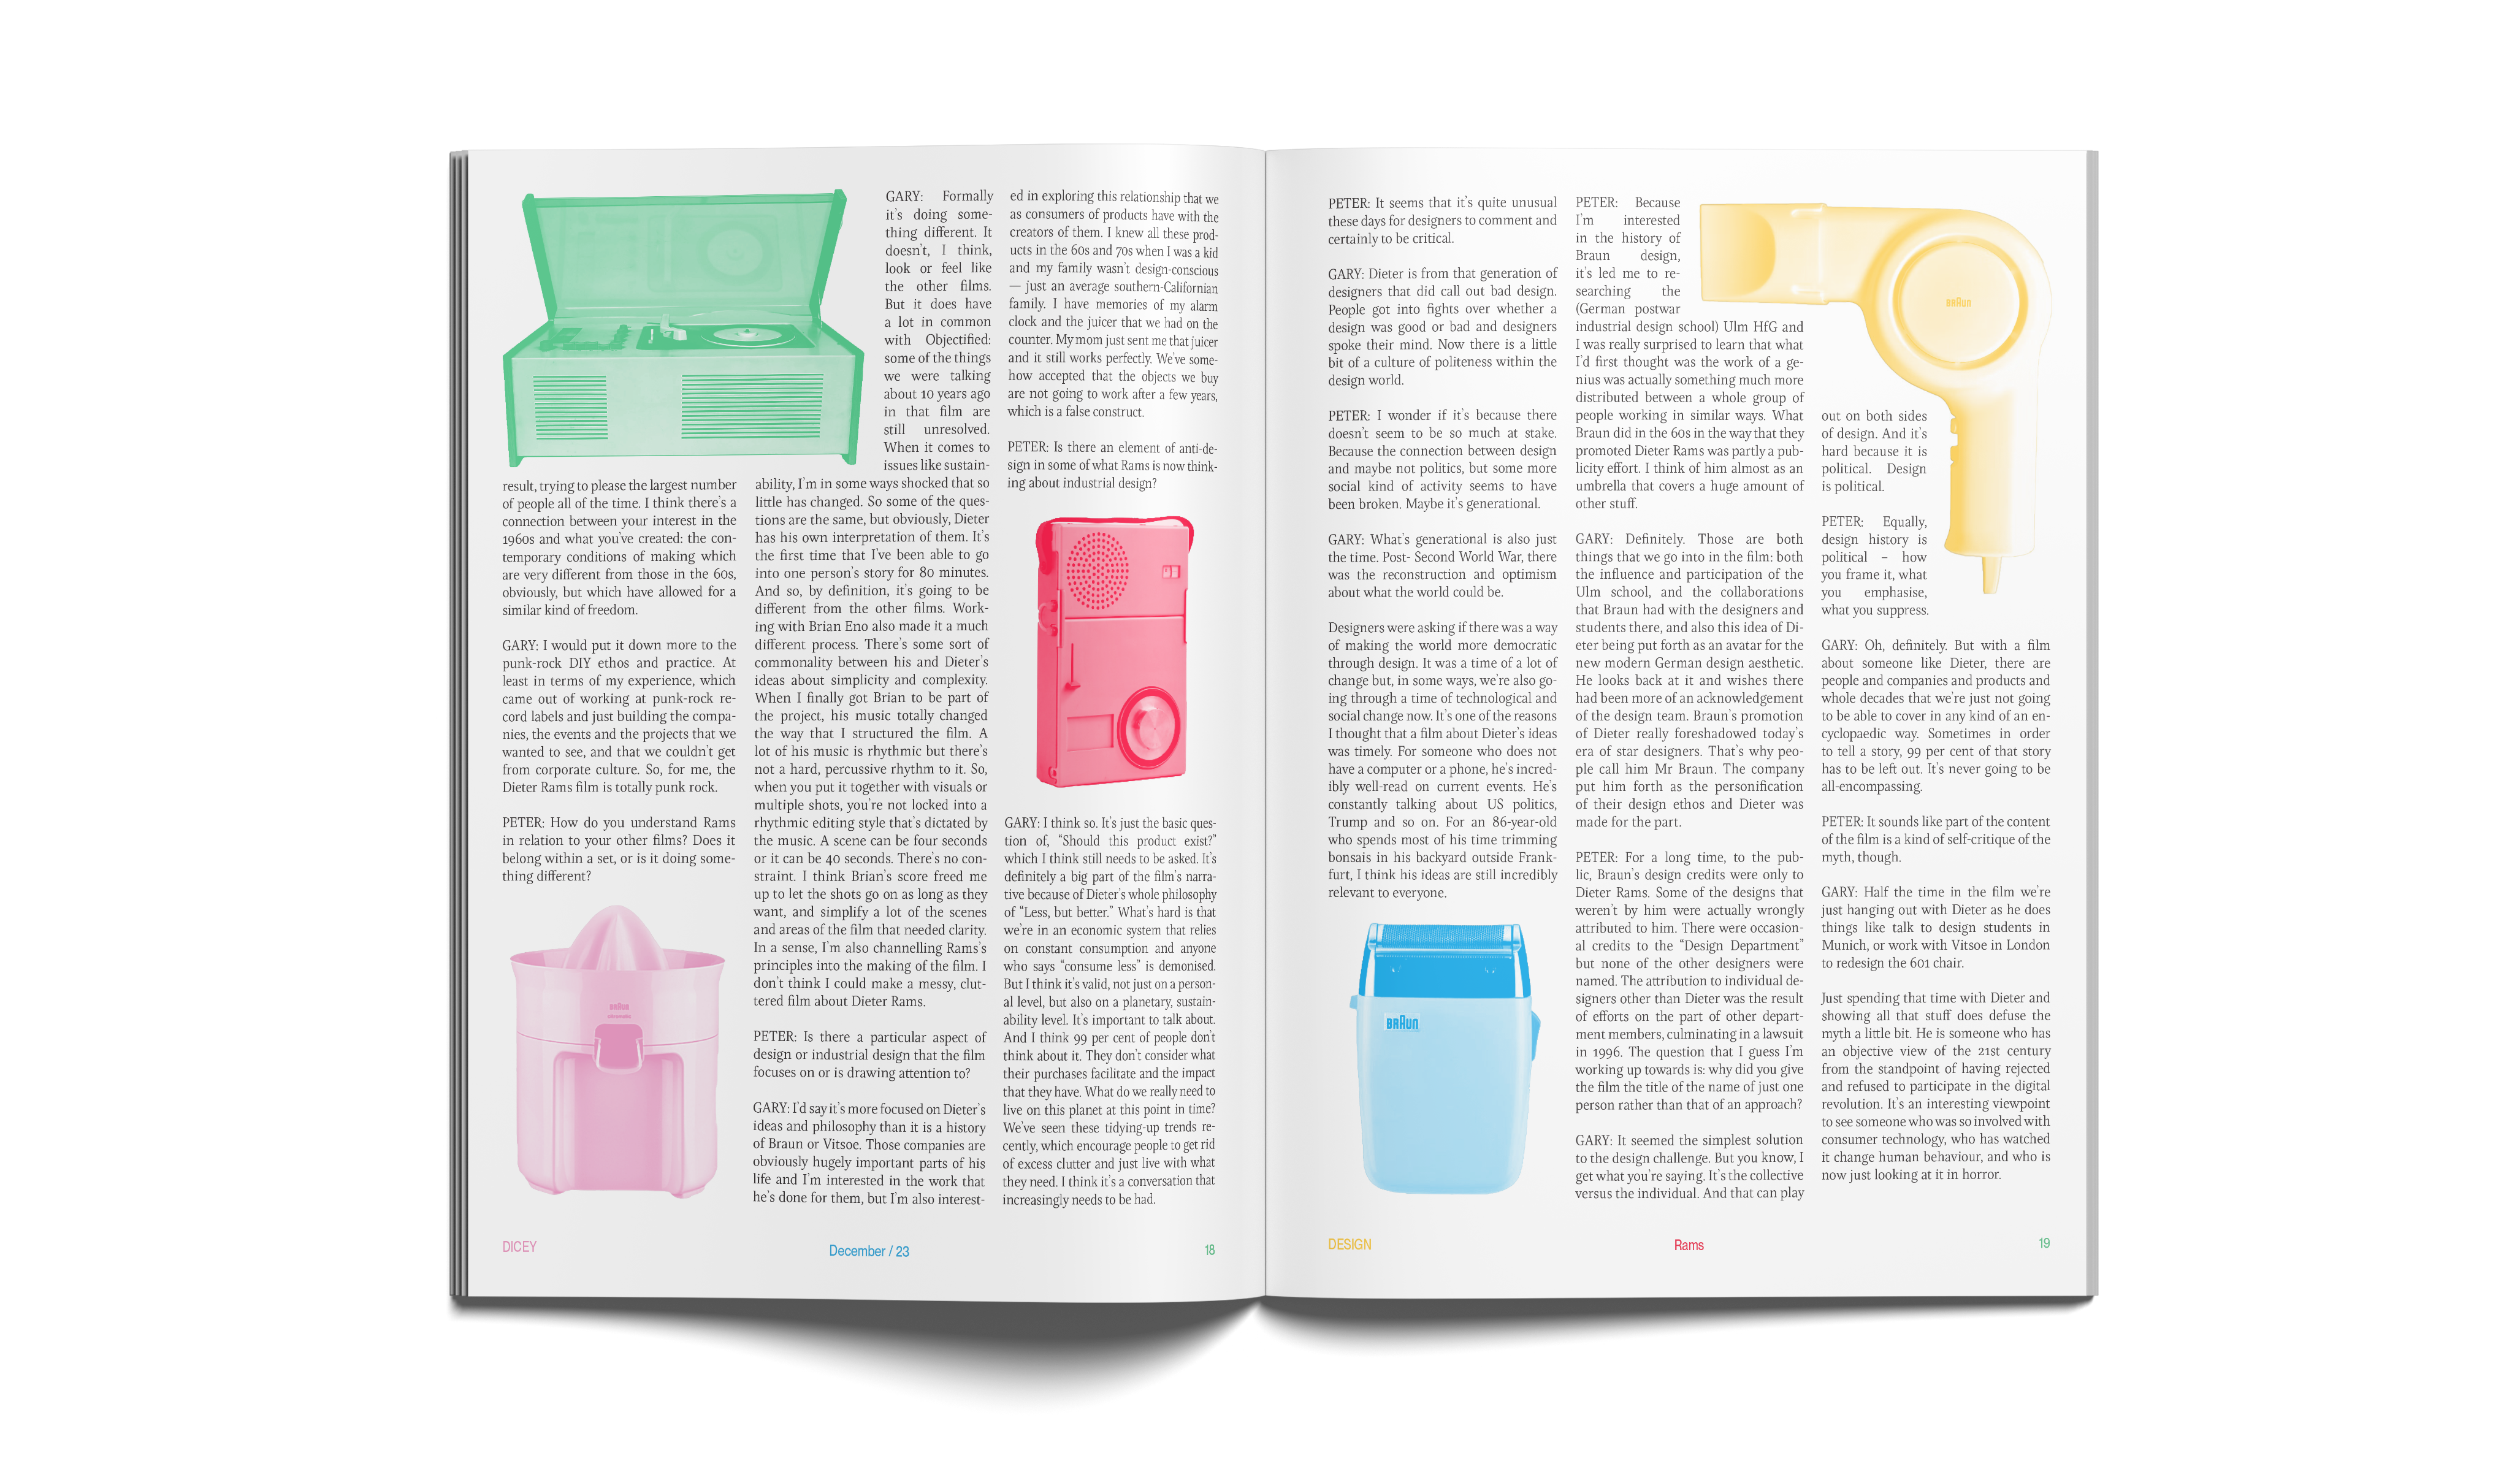 result, trying to please the largest number
of people all of the time. I think there's a
connection between your interest in the
1960s and what you've created: the con-
temporary conditions of making which
are very different from those in the 60s,
obviously, but which have allowed for a
similar kind of freedom.
GARY: I would put it down more to the
punk-rock DIY ethos and practice. At
least in terms of my experience, which
came out of working at punk-rock re-
cord labels and just building the compa-
nies, the events and the projects that we
wanted to see, and that we couldn't get
from corporate culture. So, for me, the
Dieter Rams film is totally punk rock.
PETER: How do you understand Rams
in relation to your other films? Does it
belong within a set, or is it doing some-
thing different?
BRAUN
GARY: Formally
it's doing some-
thing different. It
doesn't, I think,
look or feel like
the other films.
But it does have
a lot in common
with Objectified:
some of the things
we were talking
about 10 years ago
in that film are
still unresolved.
When it comes to
issues like sustain-
ability, I'm in some ways shocked that so
little has changed. So some of the ques-
tions are the same, but obviously, Dieter
has his own interpretation of them. It's
the first time that I've been able to go
into one person's story for 80 minutes.
And so, by definition, it's going to be
different from the other films. Work-
ing with Brian Eno also made it a much
different process. There's some sort of
commonality between his and Dieter's
ideas about simplicity and complexity.
When I finally got Brian to be part of
the project, his music totally changed
the way that I structured the film. A
lot of his music is rhythmic but there's
not a hard, percussive rhythm to it. So,
when you put it together with visuals or
multiple shots, you're not locked into a
rhythmic editing style that's dictated by
the music. A scene can be four seconds
or it can be 40 seconds. There's no con-
straint. I think Brian's score freed me
up to let the shots go on as long as they
want, and simplify a lot of the scenes
and areas of the film that needed clarity.
In a sense, I'm also channelling Rams's
principles into the making of the film. I
don't think I could make a messy, clut-
tered film about Dieter Rams.
PETER: Is there a particular aspect of
design or industrial design that the film
focuses on or is drawing attention to?
GARY: I'd say it's more focused on Dieter's
ideas and philosophy than it is a history
of Braun or Vitsoe. Those companies are
obviously hugely important parts of his
life and I'm interested in the work that
he's done for them, but I'm also interest-
ed in exploring this relationship that we
as consumers of products have with the
creators of them. I knew all these prod-
ucts in the 60s and 70s when I was a kid
and my family wasn't design-conscious
— just an average southern-Californian
family. I have memories of my alarm
clock and the juicer that we had on the
counter. My mom just sent me that juicer
and it still works perfectly. We've some-
how accepted that the objects we buy
are not going to work after a few years,
which is a false construct.
PETER: Is there an element of anti-de-
sign in some of what Rams is now think-
ing about industrial design?
GARY: I think so. It's just the basic ques-
tion of, “Should this product exist?”
which I think still needs to be asked. It's
definitely a big part of the film's narra-
tive because of Dieter's whole philosophy
of “Less, but better.” What's hard is that
we're in an economic system that relies
on constant consumption and anyone
who says “consume less” is demonised.
But I think it's valid, not just on a person-
al level, but also on a planetary, sustain-
ability level. It's important to talk about.
And I think 99 per cent of people don't
think about it. They don't consider what
their purchases facilitate and the impact
that they have. What do we really need to
live on this planet at this point in time?
We've seen these tidying-up trends re-
cently, which encourage people to get rid
of excess clutter and just live with what
they need. I think it's a conversation that
increasingly needs to be had.
DICEY
December / 23
18
PETER: It seems that it's quite unusual
these days for designers to comment and
certainly to be critical.
GARY: Dieter is from that generation of
designers that did call out bad design.
People got into fights over whether a
design was good or bad and designers
spoke their mind. Now there is a little
bit of a culture of politeness within the
design world.
PETER: I wonder if it's because there
doesn't seem to be so much at stake.
Because the connection between design
and maybe not politics, but some more
social kind of activity seems to have
been broken. Maybe it's generational.
GARY: What's generational is also just
the time. Post- Second World War, there
was the reconstruction and optimism
about what the world could be.
Designers were asking if there was a way
of making the world more democratic
through design. It was a time of a lot of
change but, in some ways, we're also go-
ing through a time of technological and
social change now. It's one of the reasons
I thought that a film about Dieter's ideas
was timely. For someone who does not
have a computer or a phone, he's incred-
ibly well-read on current events. He's
constantly talking about US politics,
Trump and so on. For an 86-year-old
who spends most of his time trimming
bonsais in his backyard outside Frank-
furt, I think his ideas are still incredibly
relevant to everyone.
BRAUN
PETER: Because
I'm interested
in the history of
Braun design,
it's led me to re-
searching the
(German postwar
industrial design school) Ulm HfG and
I was really surprised to learn that what
I'd first thought was the work of a ge-
nius was actually something much more
distributed between a whole group of
people working in similar ways. What
Braun did in the 60s in the way that they
promoted Dieter Rams was partly a pub-
licity effort. I think of him almost as an
umbrella that covers a huge amount of
other stuff.
GARY: Definitely. Those are both
things that we go into in the film: both
the influence and participation of the
Ulm school, and the collaborations
that Braun had with the designers and
students there, and also this idea of Di-
eter being put forth as an avatar for the
new modern German design aesthetic.
He looks back at it and wishes there
had been more of an acknowledgement
of the design team. Braun's promotion
of Dieter really foreshadowed today's
era of star designers. That's why peo-
ple call him Mr Braun. The company
put him forth as the personification
of their design ethos and Dieter was
made for the part.
PETER: For a long time, to the pub-
lic, Braun's design credits were only to
Dieter Rams. Some of the designs that
weren't by him were actually wrongly
attributed to him. There were occasion-
al credits to the “Design Department”
but none of the other designers were
named. The attribution to individual de-
signers other than Dieter was the result
of efforts on the part of other depart-
ment members, culminating in a lawsuit
in 1996. The question that I guess I'm
working up towards is: why did you give
the film the title of the name of just one
person rather than that of an approach?
GARY: It seemed the simplest solution
to the design challenge. But you know, I
get what you're saying. It's the collective
versus the individual. And that can play
BRAUN
out on both sides
of design. And it's
hard because it is
political. Design
is political.
PETER: Equally,
design history is
political – how
you frame it, what
you emphasise,
what you suppress.
GARY: Oh, definitely. But with a film
about someone like Dieter, there are
people and companies and products and
whole decades that we're just not going
to be able to cover in any kind of an en-
cyclopaedic way. Sometimes in order
to tell a story, 99 per cent of that story
has to be left out. It's never going to be
all-encompassing.
PETER: It sounds like part of the content
of the film is a kind of self-critique of the
myth, though.
GARY: Half the time in the film we're
just hanging out with Dieter as he does
things like talk to design students in
Munich, or work with Vitsoe in London
to redesign the 601 chair.
Just spending that time with Dieter and
showing all that stuff does defuse the
myth a little bit. He is someone who has
an objective view of the 21st century
from the standpoint of having rejected
and refused to participate in the digital
revolution. It's an interesting viewpoint
to see someone who was so involved with
consumer technology, who has watched
it change human behaviour, and who is
now just looking at it in horror.
DESIGN
Rams
19